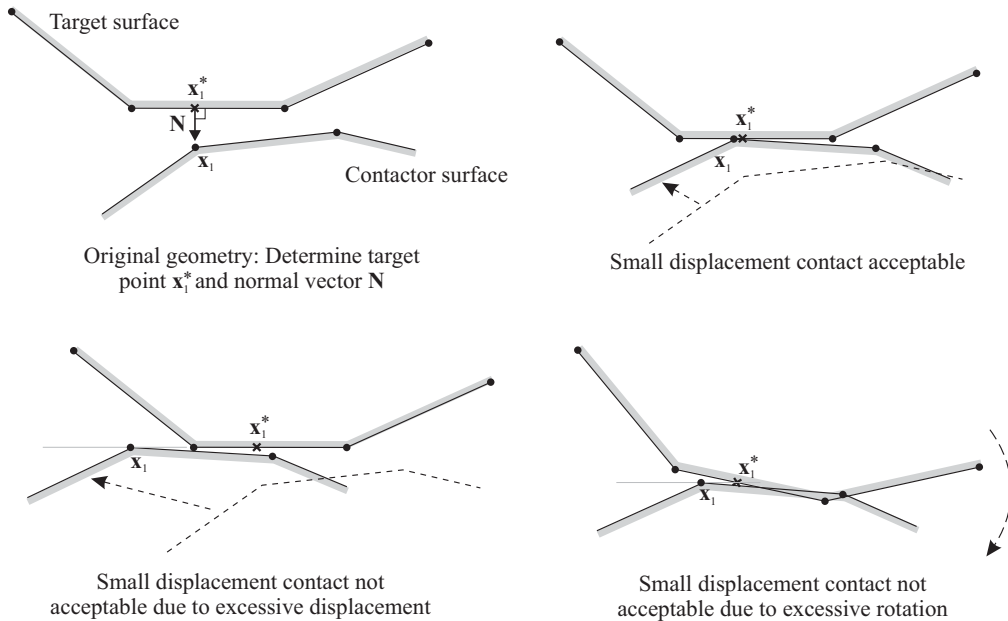 Target surface
x₁*
N
x₁
Contactor surface
Original geometry: Determine target
point x₁* and normal vector N
x₁*
x₁
Small displacement contact acceptable
x₁*
x₁
Small displacement contact not
acceptable due to excessive displacement
x₁*
x₁
Small displacement contact not
acceptable due to excessive rotation